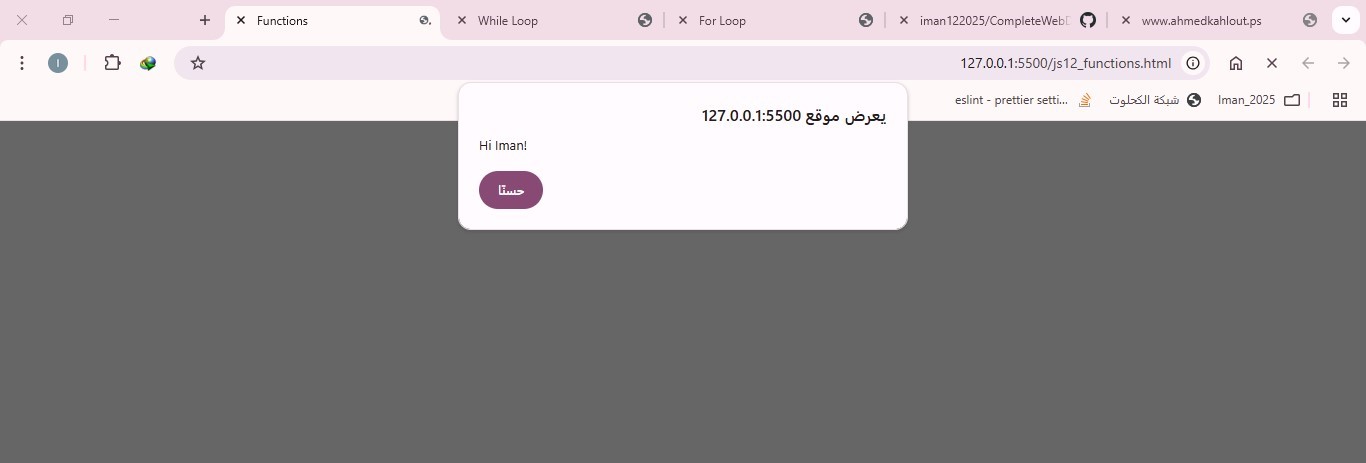 Functions
While Loop
For Loop
iman122025/CompleteWebD
www.ahmedkahlout.ps
127.0.0.1:5500/js12_functions.html
I
Iman_2025
شبكة الكحلوت
eslint - prettier setti...
يعرض موقع 127.0.0.1:5500
Hi Iman!
حسنًا